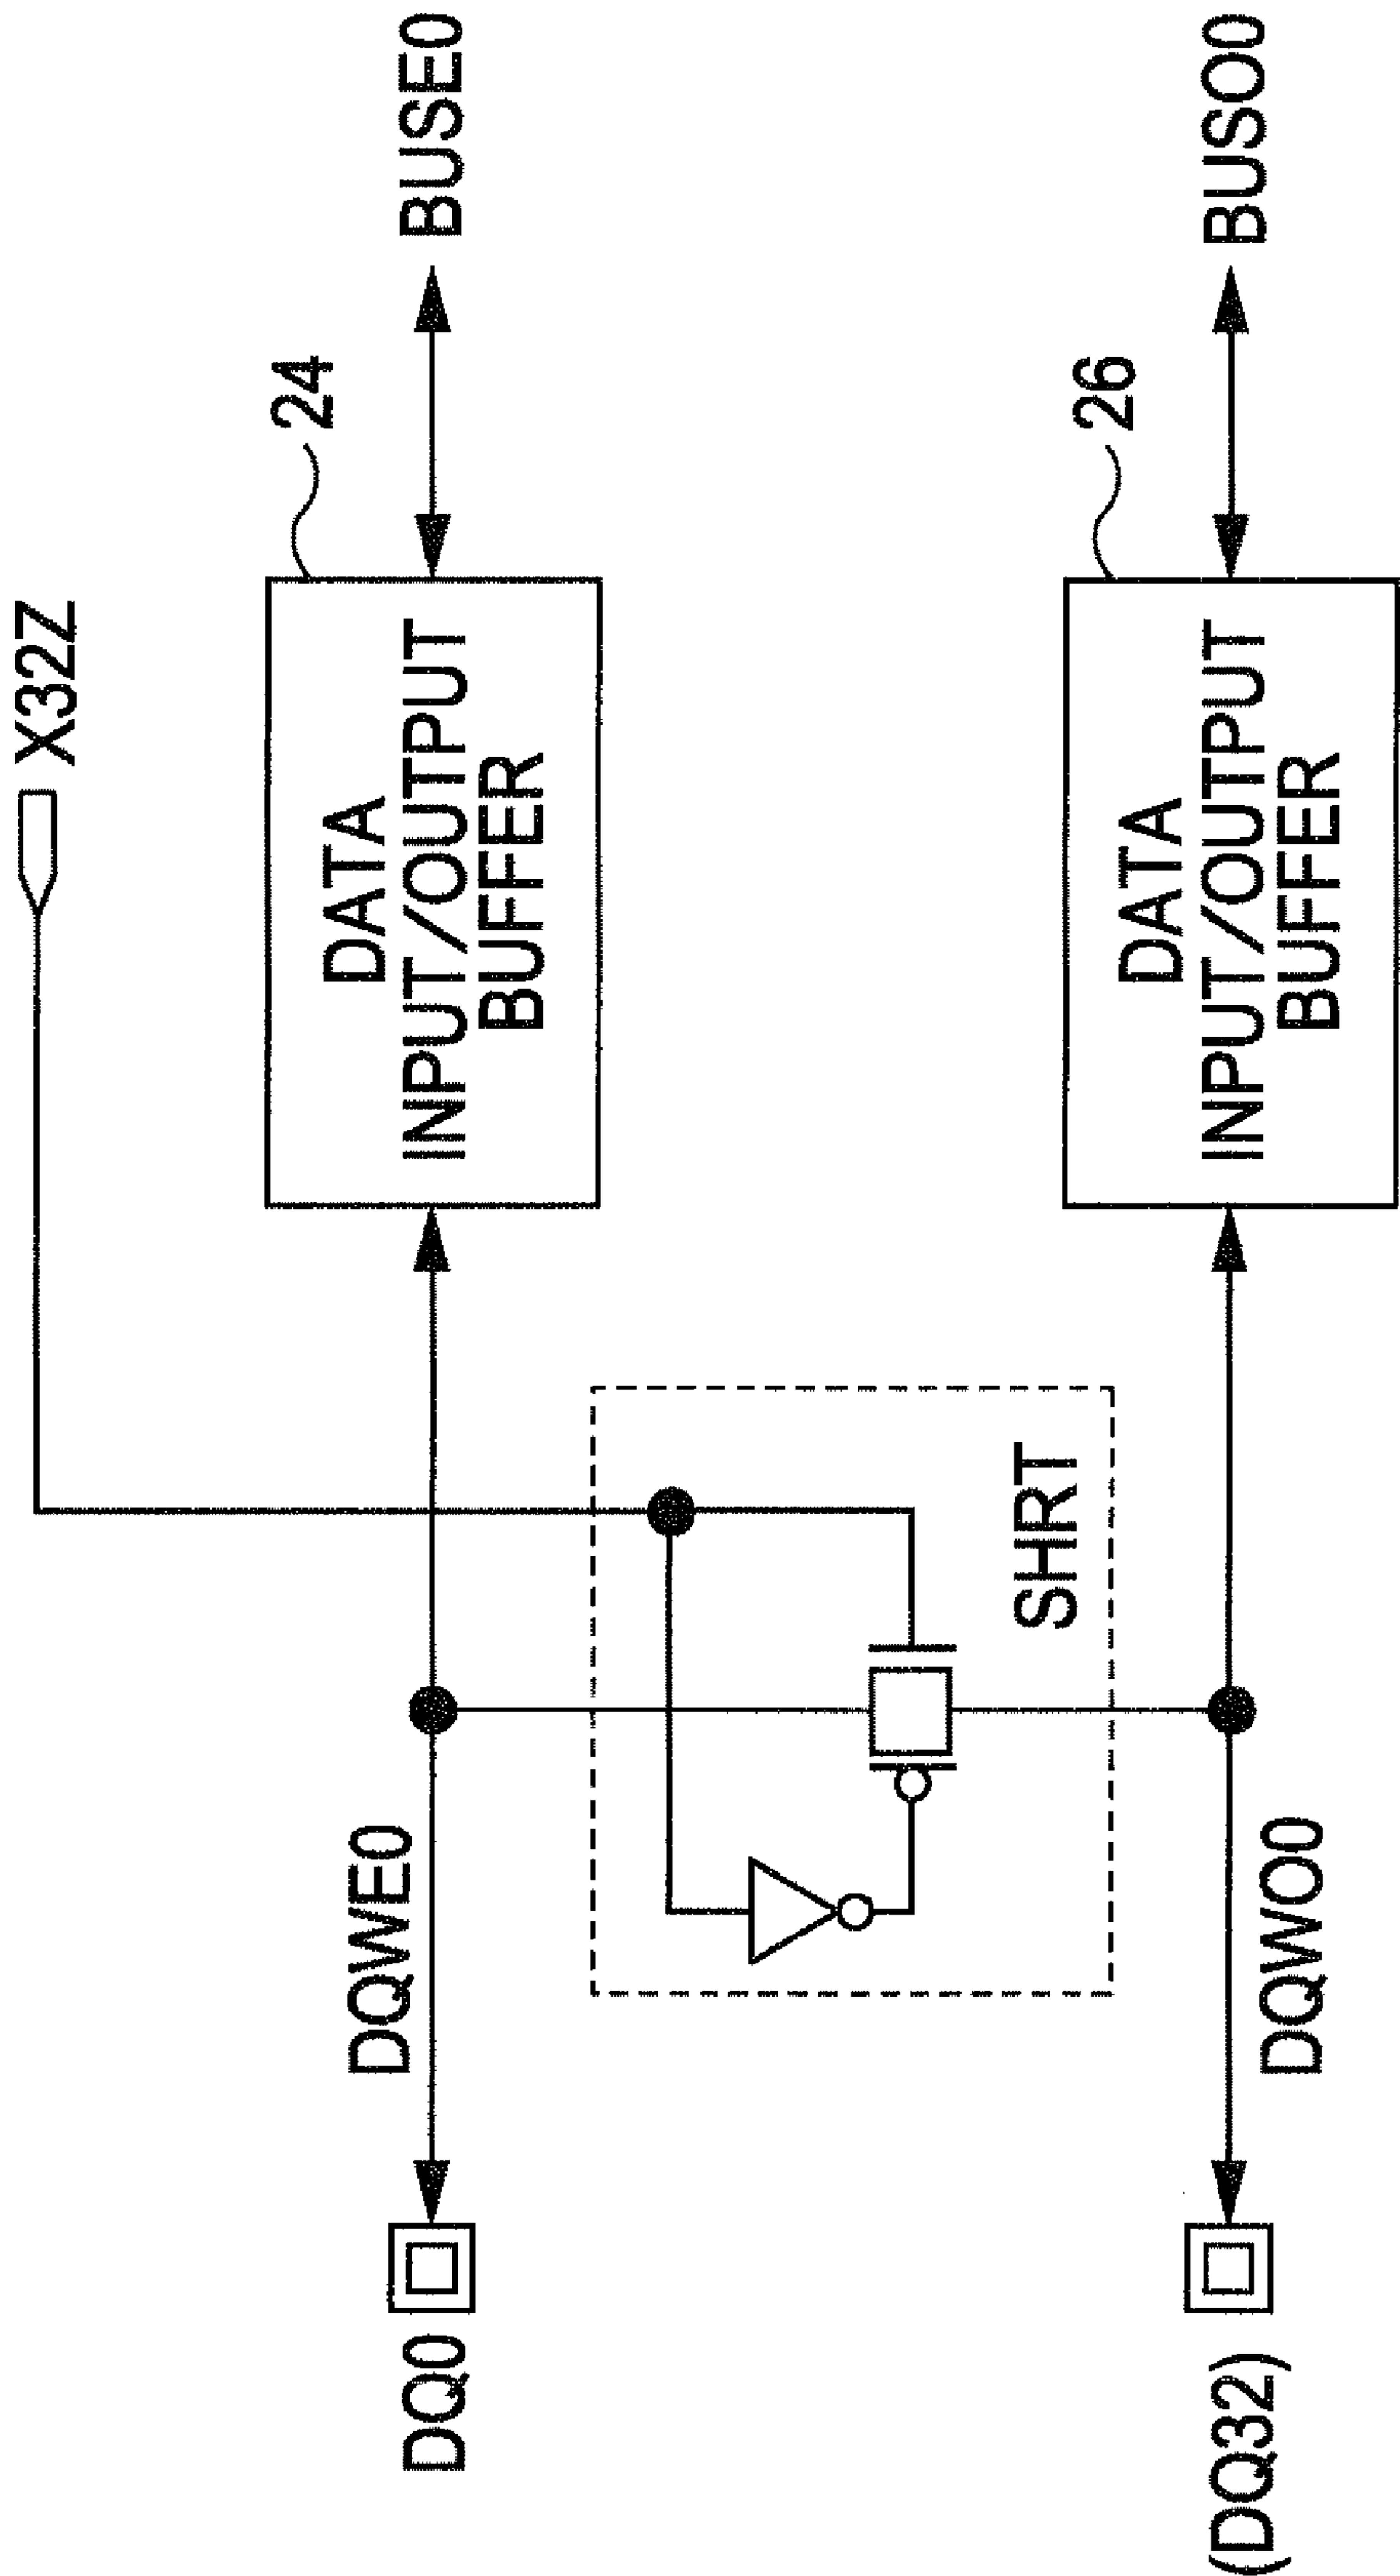 X32Z
DQ0
DQWE0
DATA
INPUT/OUTPUT
BUFFER
24
BUSE0
SHRT
(DQ32)
DQWO0
DATA
INPUT/OUTPUT
BUFFER
26
BUSO0